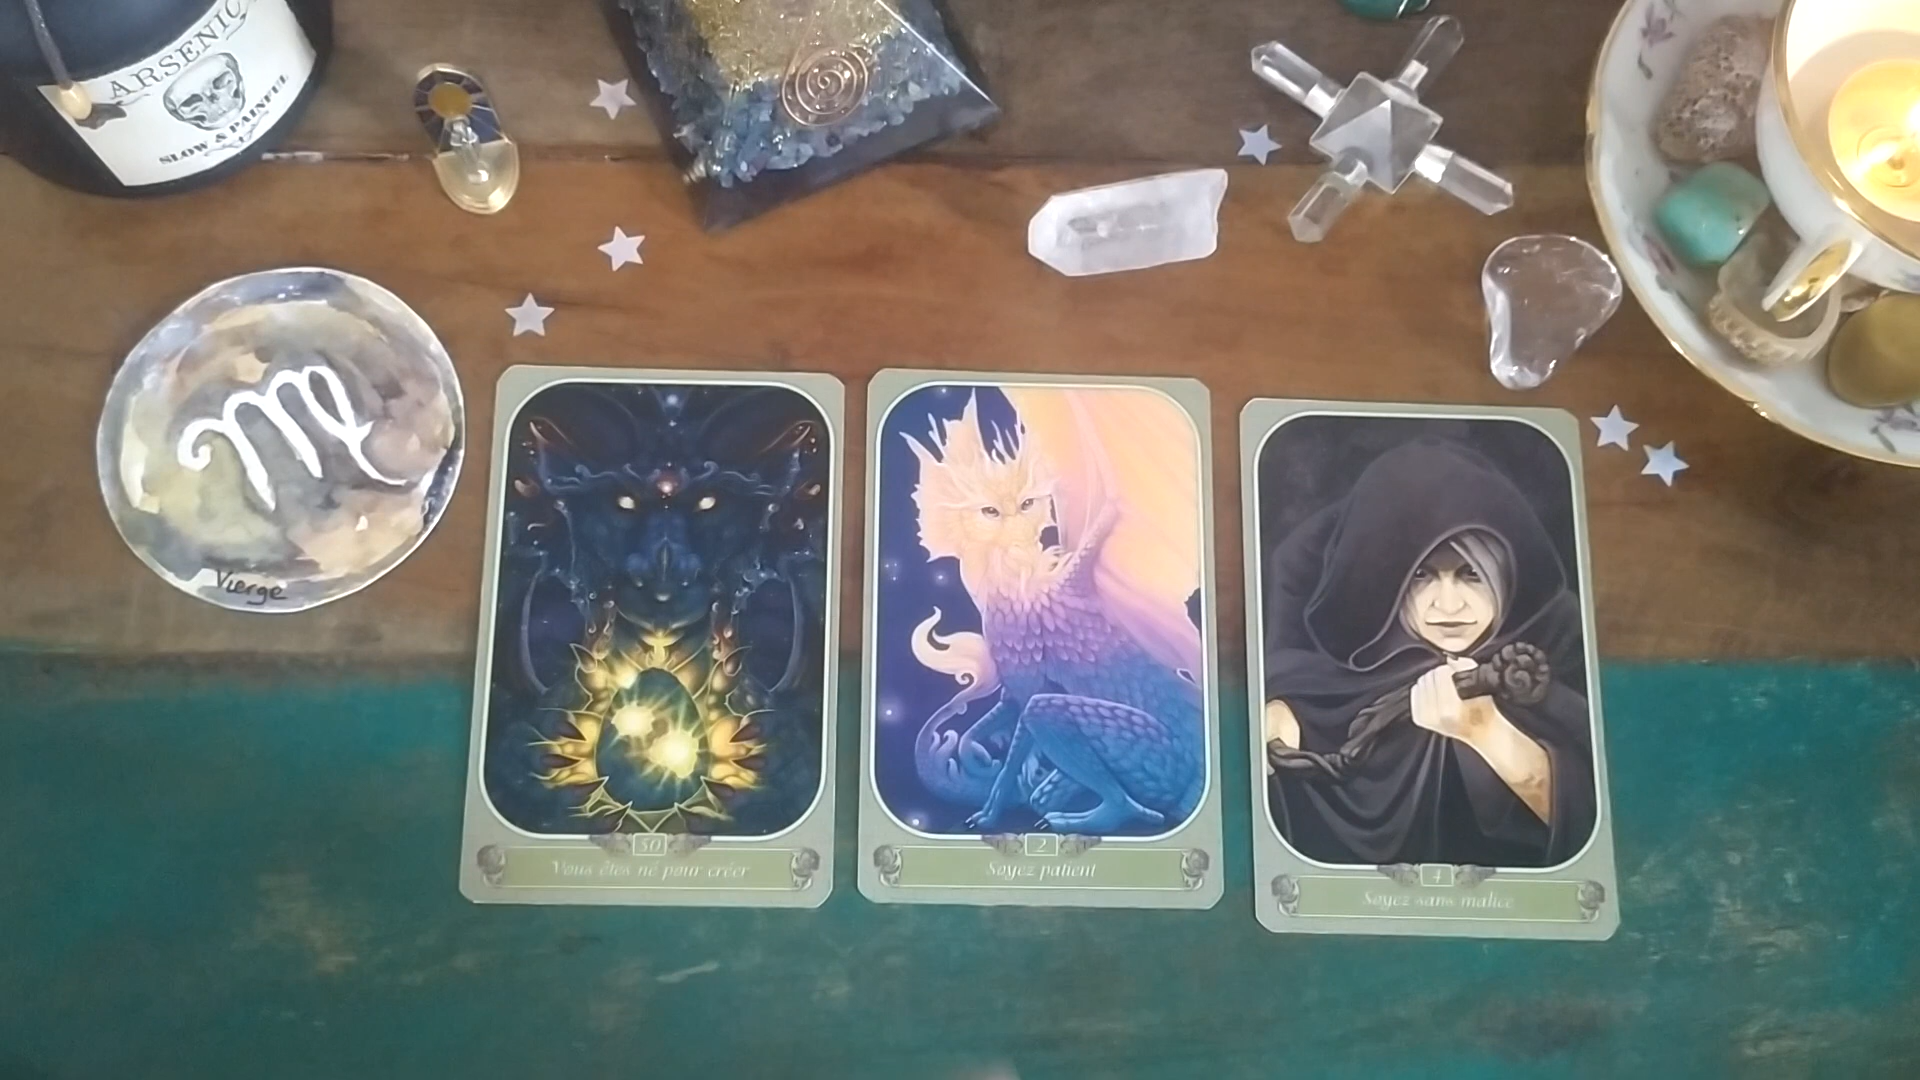 ARSENIC
SLOW & PAINFUL
Vierge
30
Vous êtes né pour créer
2
Soyez patient
4
Soyez sans malice